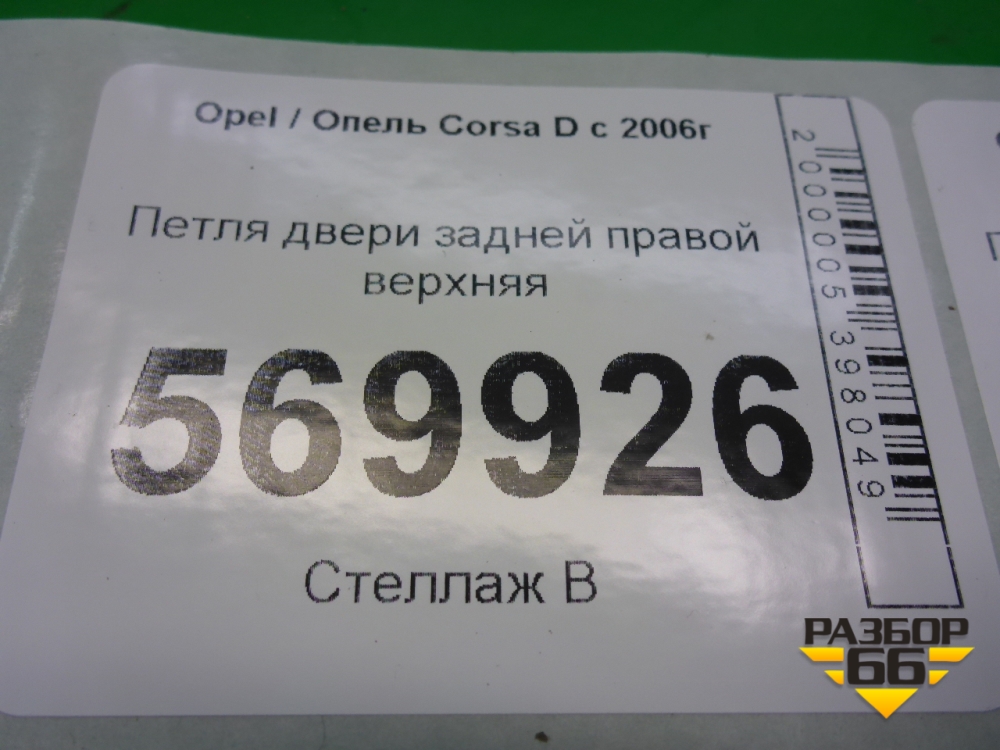 Opel / Опель Corsa D с 2006г
Петля двери задней правой
верхняя
569926
Стеллаж В
2000005398049
РАЗБОР
66